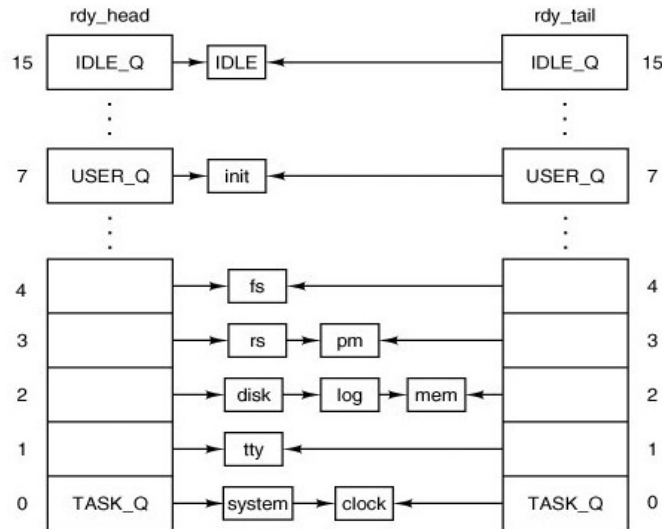 rdy_head rdy_tail
15 IDLE_Q IDLE IDLE_Q 15
7 USER_Q init USER_Q 7
4 fs 4
3 rs pm 3
2 disk log mem 2
1 tty 1
0 TASK_Q system clock TASK_Q 0